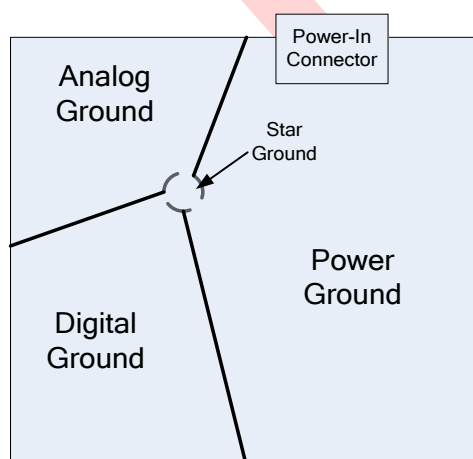 Power-In
Connector
Analog
Ground
Star
Ground
Power
Ground
Digital
Ground